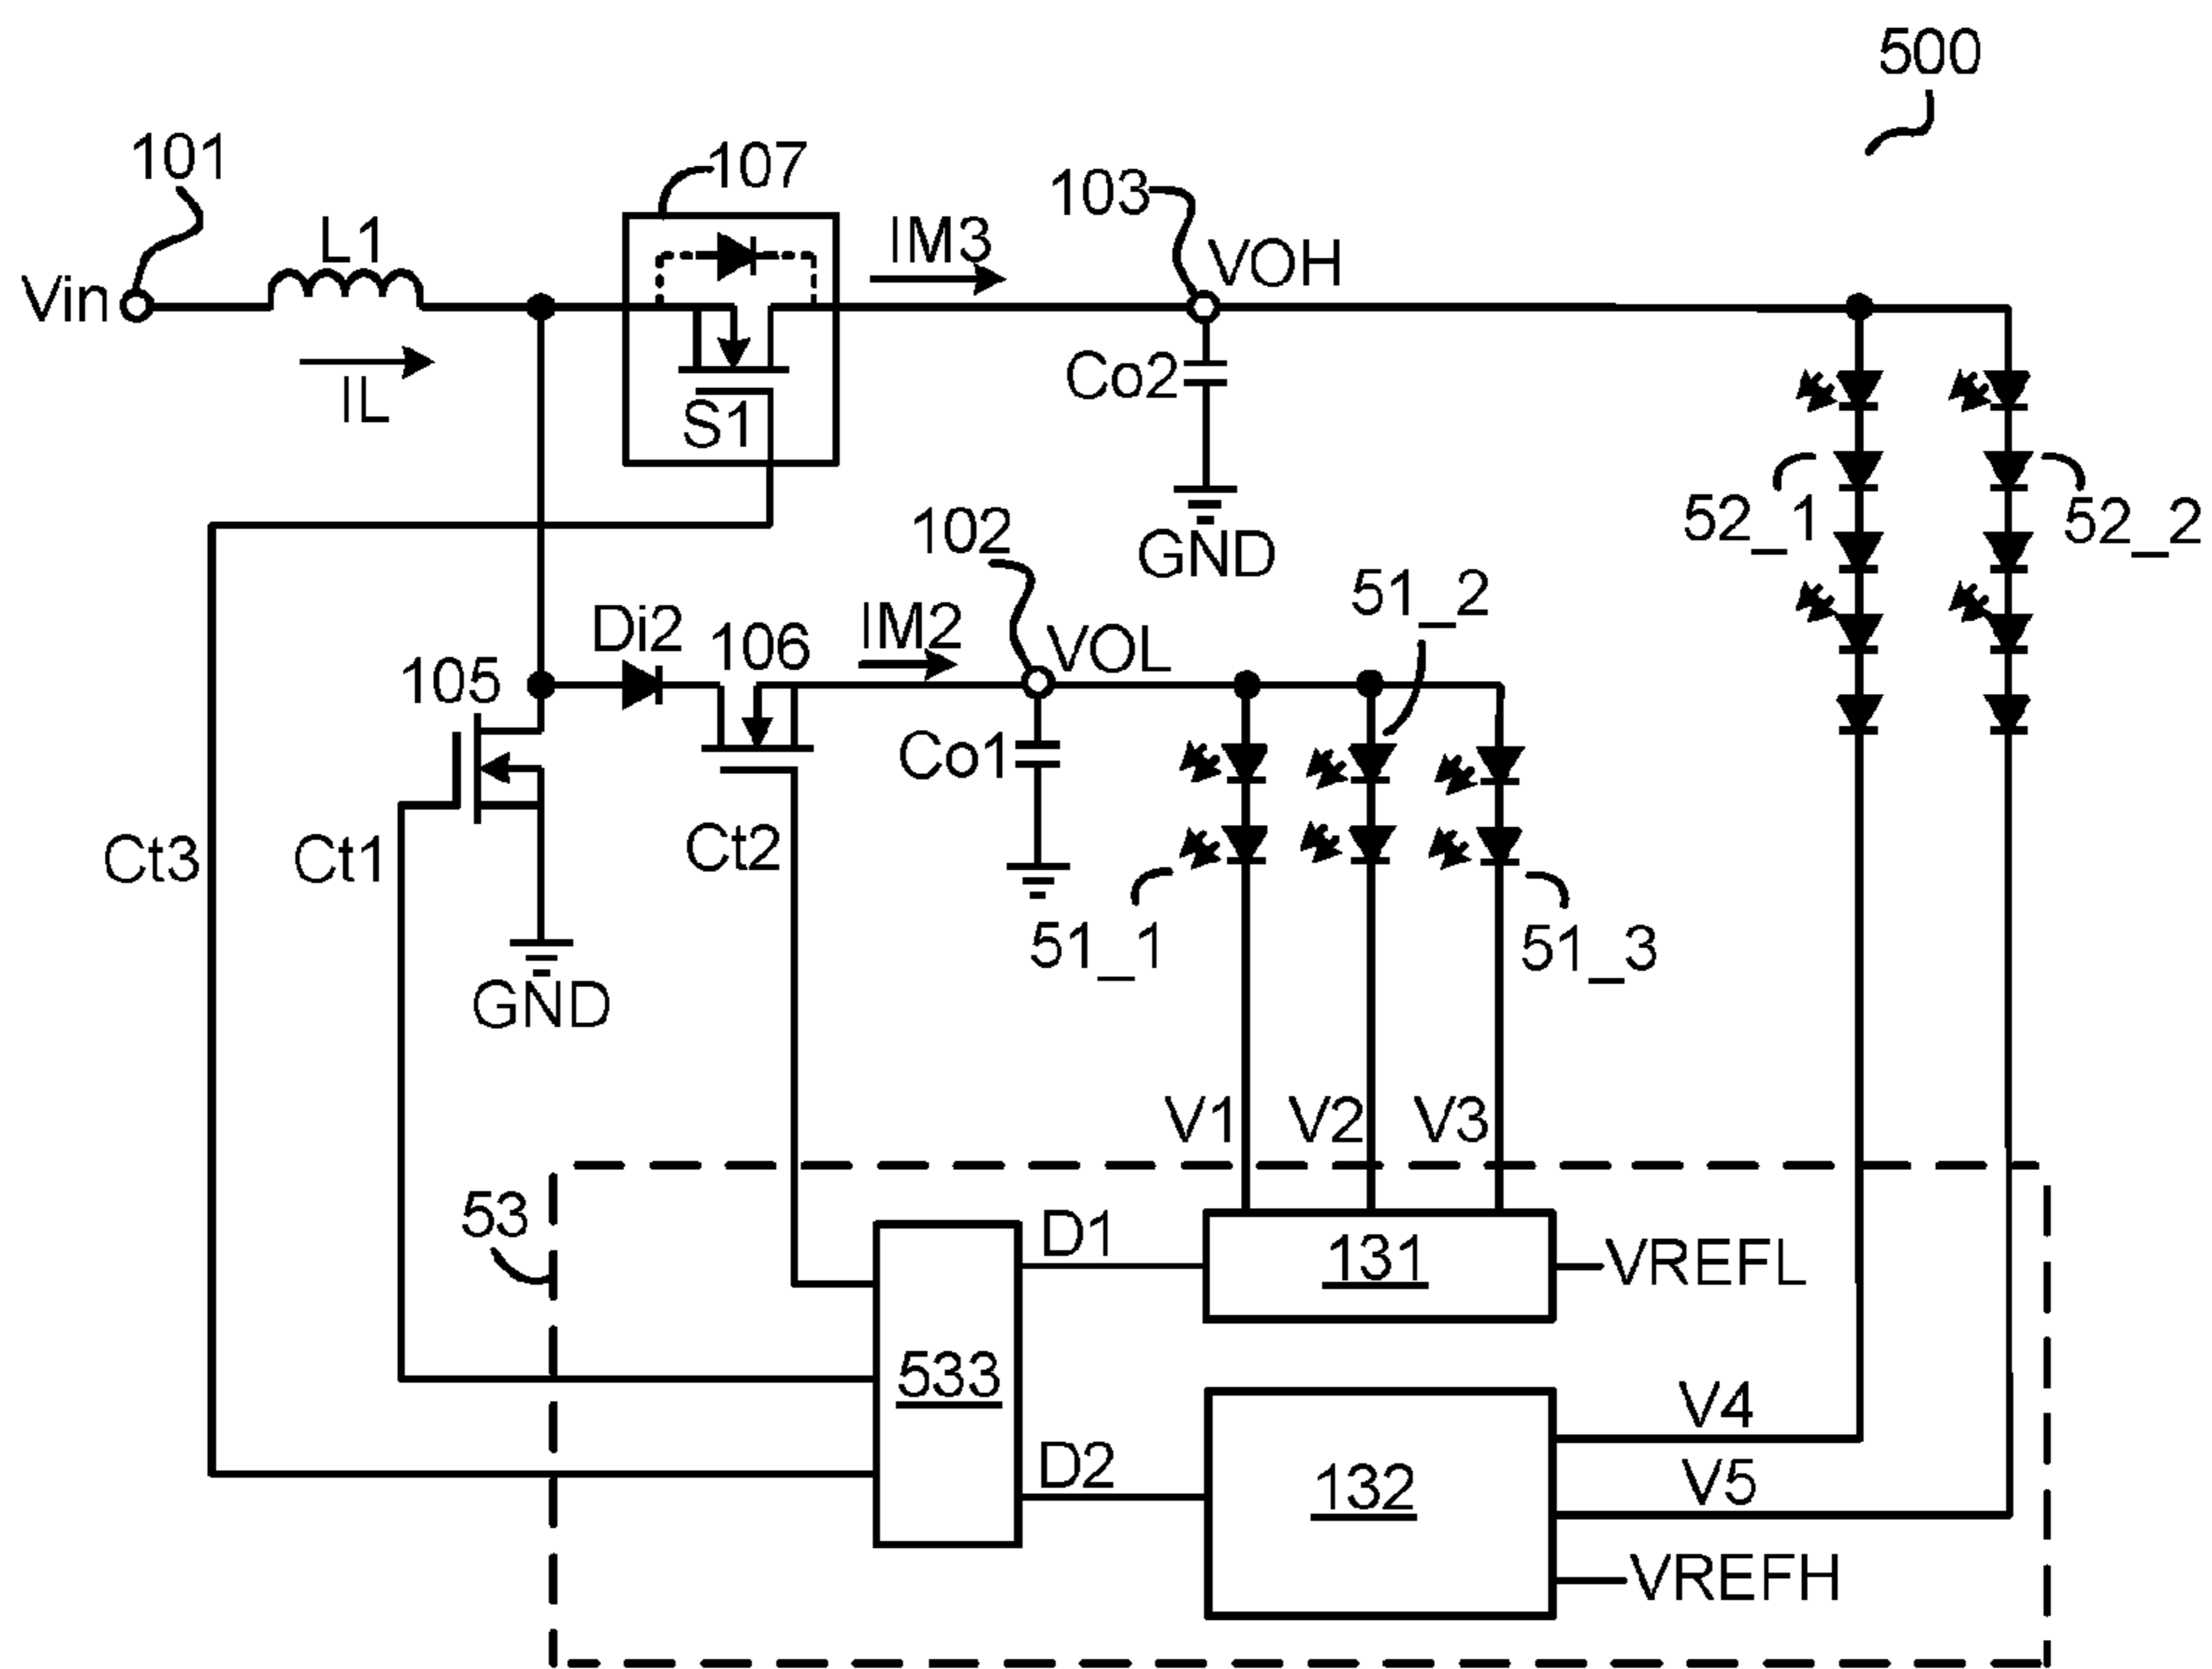 500
101
107
103
L1
IM3
VOH
Vin
IL
S1
Co2
GND
52_1
52_2
102
51_2
Di2
106
IM2
VOL
105
Co1
Ct3
Ct1
Ct2
51_1
51_3
GND
V1
V2
V3
53
D1
131
VREFL
533
V4
D2
132
V5
VREFH